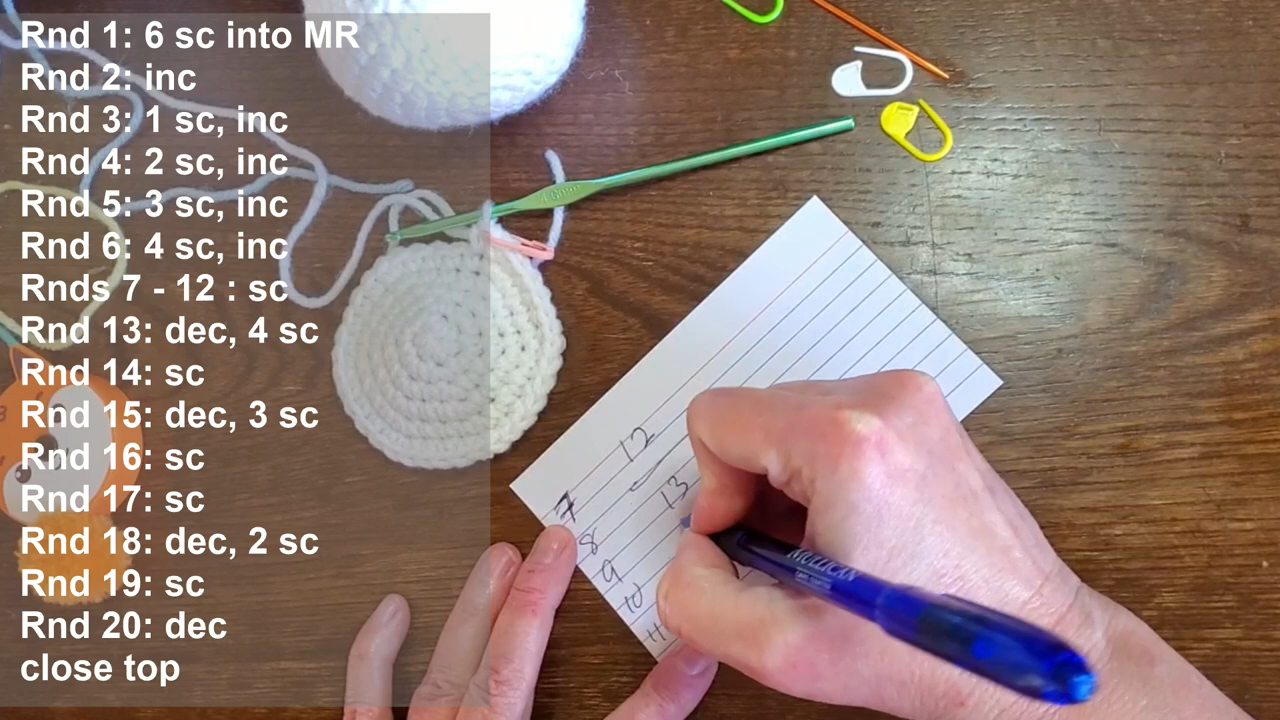 Rnd 1: 6 sc into MR
Rnd 2: inc
Rnd 3: 1 sc, inc
Rnd 4: 2 sc, inc
Rnd 5: 3 sc, inc
Rnd 6: 4 sc, inc
Rnds 7 - 12 : sc
Rnd 13: dec, 4 sc
Rnd 14: sc
Rnd 15: dec, 3 sc
Rnd 16: sc
Rnd 17: sc
Rnd 18: dec, 2 sc
Rnd 19: sc
Rnd 20: dec
close top
12
13
7
8
9
10
11
MULLICAN